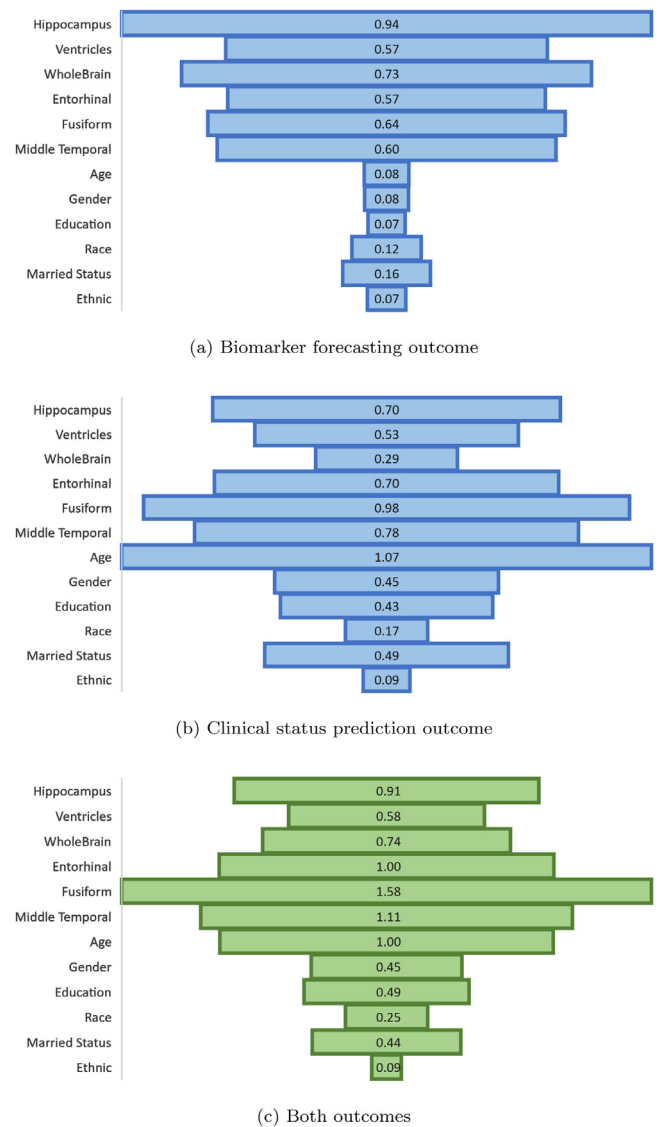 Hippocampus 0.94
Ventricles 0.57
WholeBrain 0.73
Entorhinal 0.57
Fusiform 0.64
Middle Temporal 0.60
Age 0.08
Gender 0.08
Education 0.07
Race 0.12
Married Status 0.16
Ethnic 0.07
(a) Biomarker forecasting outcome
Hippocampus 0.70
Ventricles 0.53
WholeBrain 0.29
Entorhinal 0.70
Fusiform 0.98
Middle Temporal 0.78
Age 1.07
Gender 0.45
Education 0.43
Race 0.17
Married Status 0.49
Ethnic 0.09
(b) Clinical status prediction outcome
Hippocampus 0.91
Ventricles 0.58
WholeBrain 0.74
Entorhinal 1.00
Fusiform 1.58
Middle Temporal 1.11
Age 1.00
Gender 0.45
Education 0.49
Race 0.25
Married Status 0.44
Ethnic 0.09
(c) Both outcomes